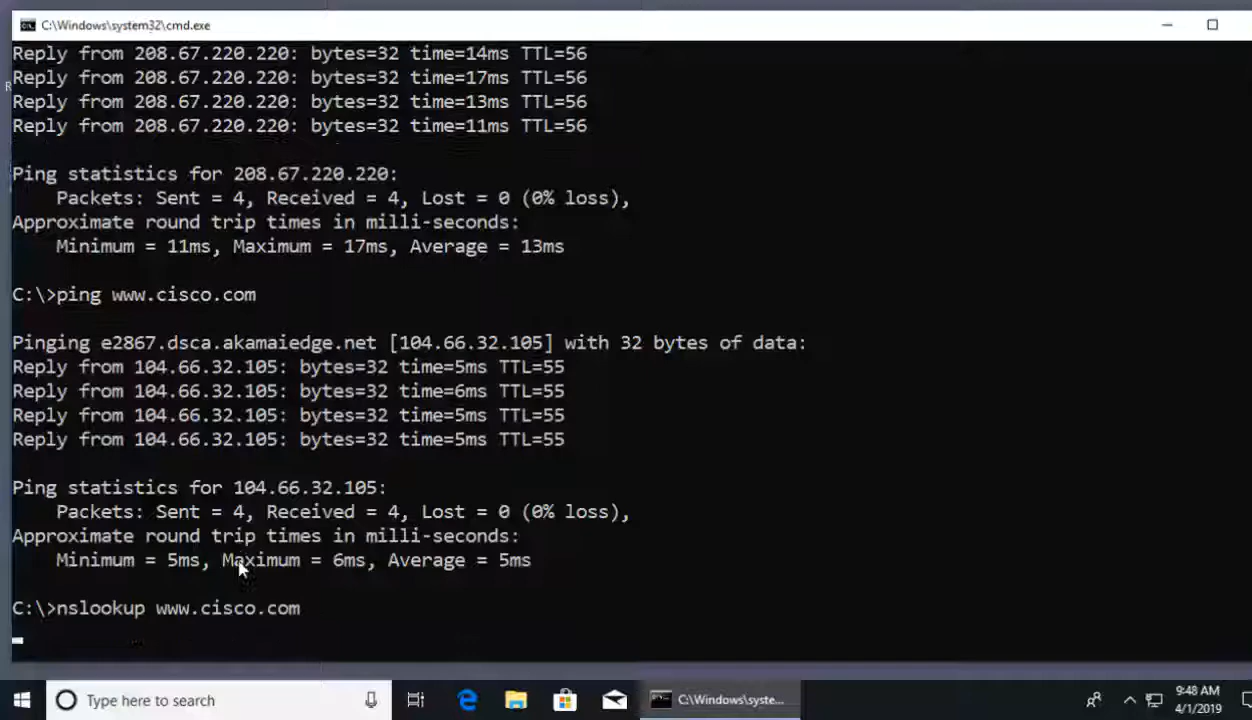 C:\Windows\system32\cmd.exe
Reply from 208.67.220.220: bytes=32 time=14ms TTL=56
Reply from 208.67.220.220: bytes=32 time=17ms TTL=56
Reply from 208.67.220.220: bytes=32 time=13ms TTL=56
Reply from 208.67.220.220: bytes=32 time=11ms TTL=56
Ping statistics for 208.67.220.220:
Packets: Sent = 4, Received = 4, Lost = 0 (0% loss),
Approximate round trip times in milli-seconds:
Minimum = 11ms, Maximum = 17ms, Average = 13ms
C:\>ping www.cisco.com
Pinging e2867.dsca.akamaiedge.net [104.66.32.105] with 32 bytes of data:
Reply from 104.66.32.105: bytes=32 time=5ms TTL=55
Reply from 104.66.32.105: bytes=32 time=6ms TTL=55
Reply from 104.66.32.105: bytes=32 time=5ms TTL=55
Reply from 104.66.32.105: bytes=32 time=5ms TTL=55
Ping statistics for 104.66.32.105:
Packets: Sent = 4, Received = 4, Lost = 0 (0% loss),
Approximate round trip times in milli-seconds:
Minimum = 5ms, Maximum = 6ms, Average = 5ms
C:\>nslookup www.cisco.com
Type here to search
C:\Windows\syste...
9:48 AM
4/1/2019